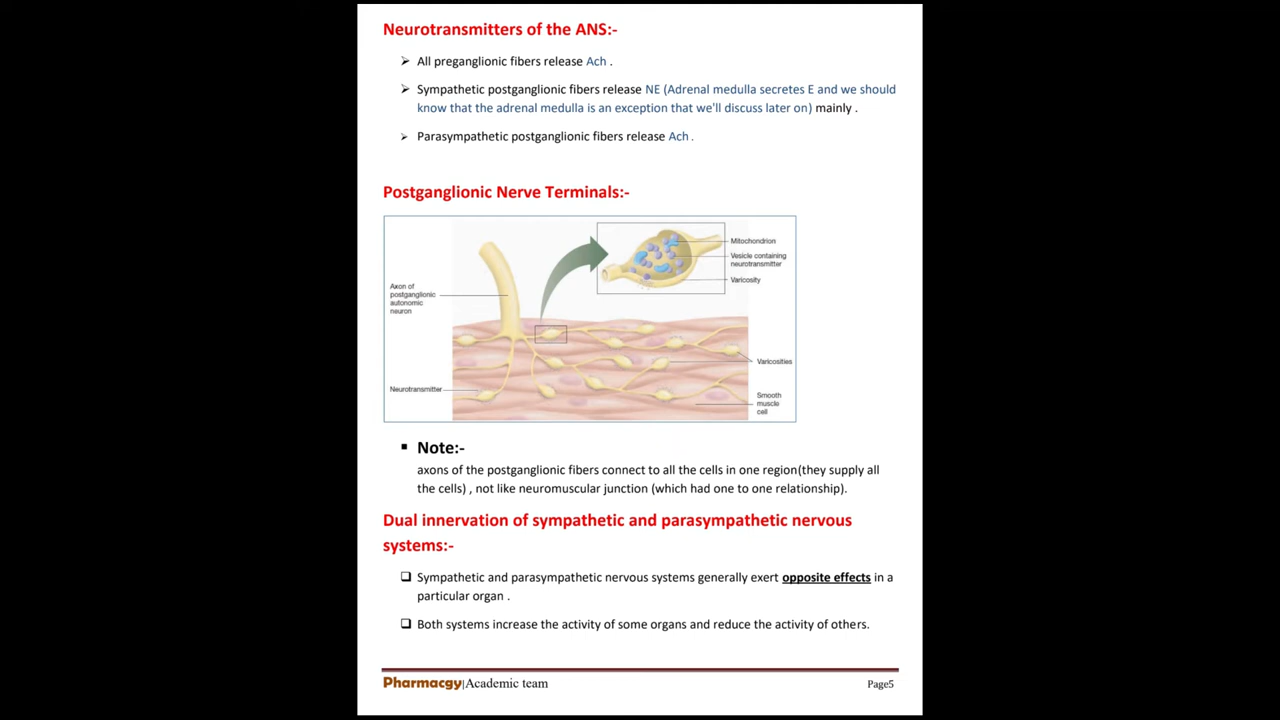 Neurotransmitters of the ANS:-
➢ All preganglionic fibers release Ach .
➢ Sympathetic postganglionic fibers release NE (Adrenal medulla secretes E and we should
know that the adrenal medulla is an exception that we'll discuss later on) mainly .
➢ Parasympathetic postganglionic fibers release Ach .
Postganglionic Nerve Terminals:-
Mitochondrion
Vesicle containing
neurotransmitter
Varicosity
Axon of
postganglionic
autonomic
neuron
Varicosities
Neurotransmitter
Smooth
muscle
cell
▪ Note:-
axons of the postganglionic fibers connect to all the cells in one region(they supply all
the cells) , not like neuromuscular junction (which had one to one relationship).
Dual innervation of sympathetic and parasympathetic nervous
systems:-
❑ Sympathetic and parasympathetic nervous systems generally exert opposite effects in a
particular organ .
❑ Both systems increase the activity of some organs and reduce the activity of others.
Pharmacgy|Academic team
Page5